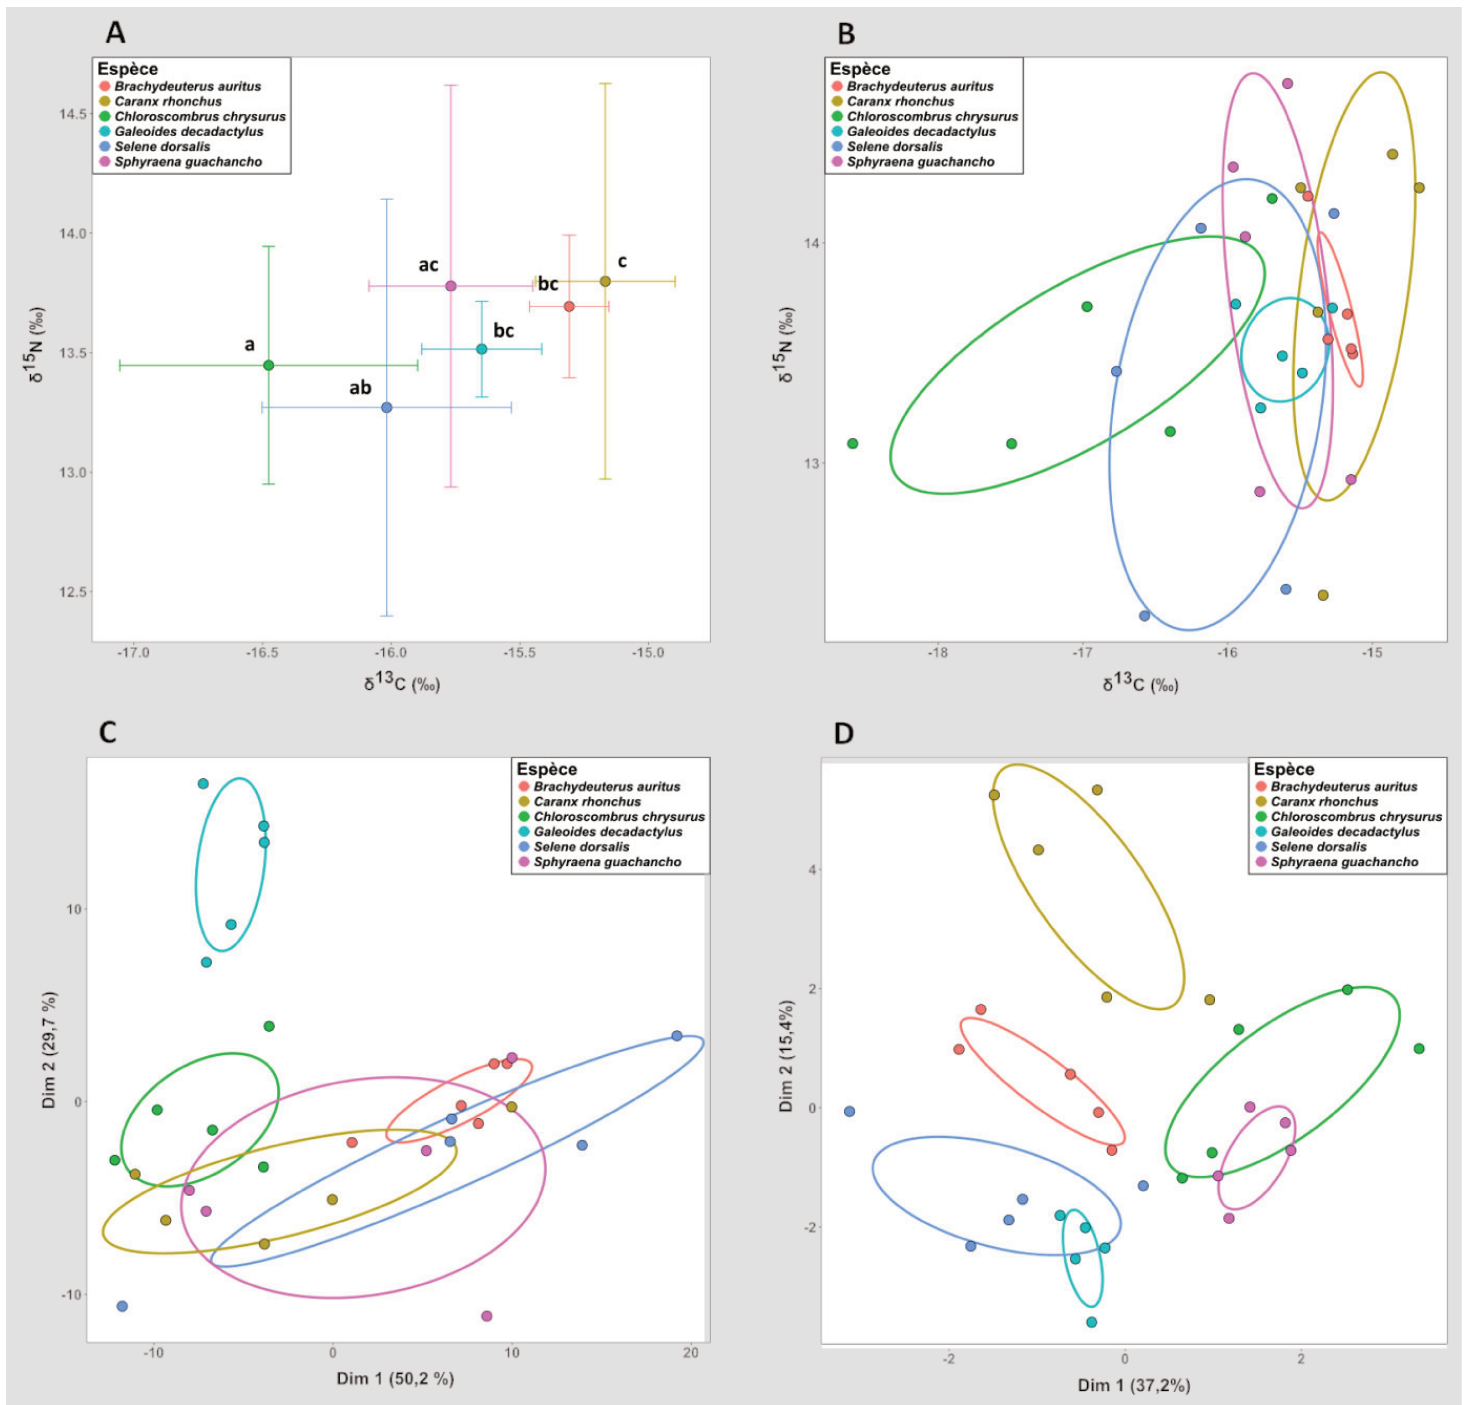 A
Espèce
Brachydeuterus auritus
Caranx rhonchus
Chloroscombrus chrysurus
Galeoides decadactylus
Selene dorsalis
Sphyraena guachancho
14.5
14.0
13.5
13.0
12.5
δ15N (‰)
a
ab
ac
bc
bc
c
-17.0 -16.5 -16.0 -15.5 -15.0
δ13C (‰)
B
Espèce
Brachydeuterus auritus
Caranx rhonchus
Chloroscombrus chrysurus
Galeoides decadactylus
Selene dorsalis
Sphyraena guachancho
14
13
δ15N (‰)
-18 -17 -16 -15
δ13C (‰)
C
Espèce
Brachydeuterus auritus
Caranx rhonchus
Chloroscombrus chrysurus
Galeoides decadactylus
Selene dorsalis
Sphyraena guachancho
10
0
-10
Dim 2 (29,7 %)
-10 0 10 20
Dim 1 (50,2 %)
D
Espèce
Brachydeuterus auritus
Caranx rhonchus
Chloroscombrus chrysurus
Galeoides decadactylus
Selene dorsalis
Sphyraena guachancho
4
2
0
-2
Dim 2 (15,4%)
-2 0 2
Dim 1 (37,2%)